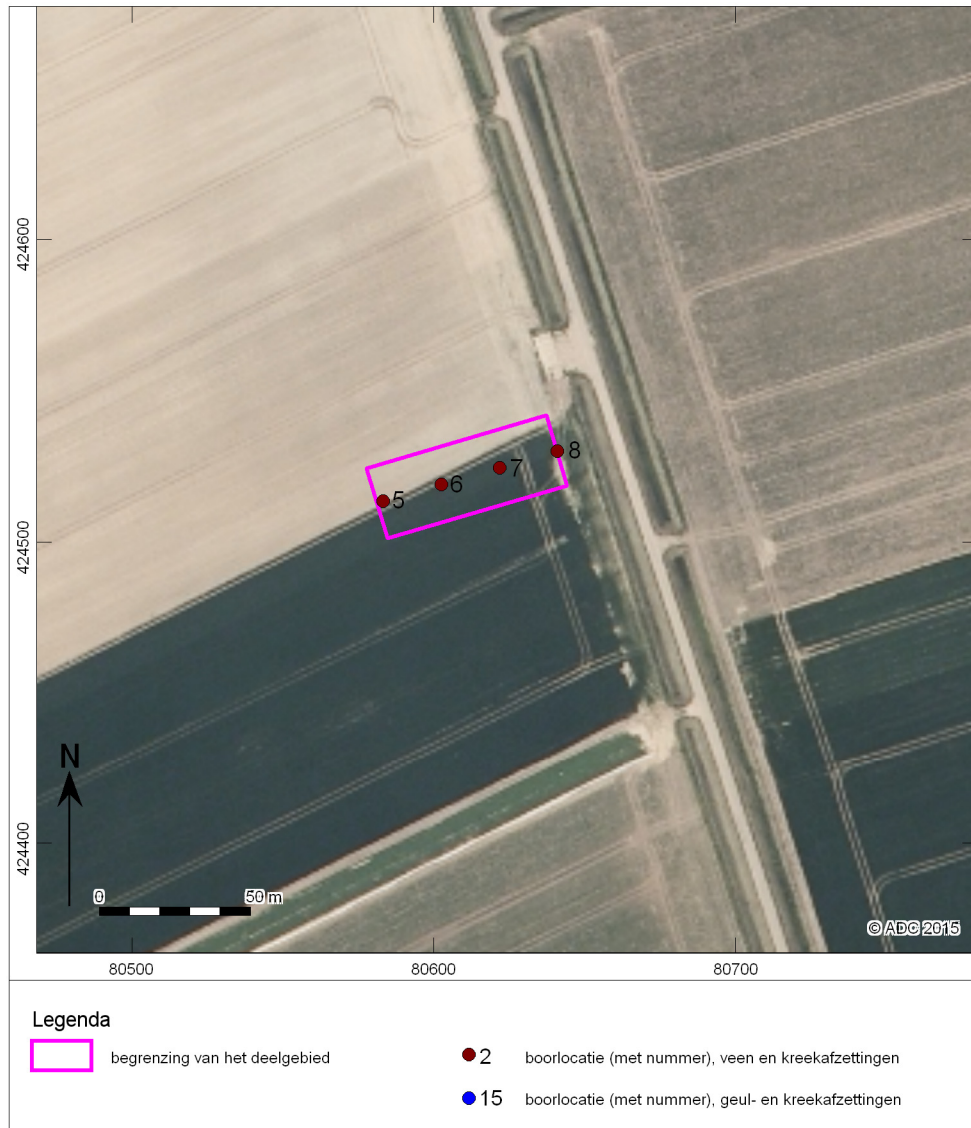 424600
5
6
7
8
424500
N
424400
0 50 m
© ADC 2015
80500 80600 80700
Legenda
begrenzing van het deelgebied
2 boorlocatie (met nummer), veen en kreekafzettingen
15 boorlocatie (met nummer), geul- en kreekafzettingen